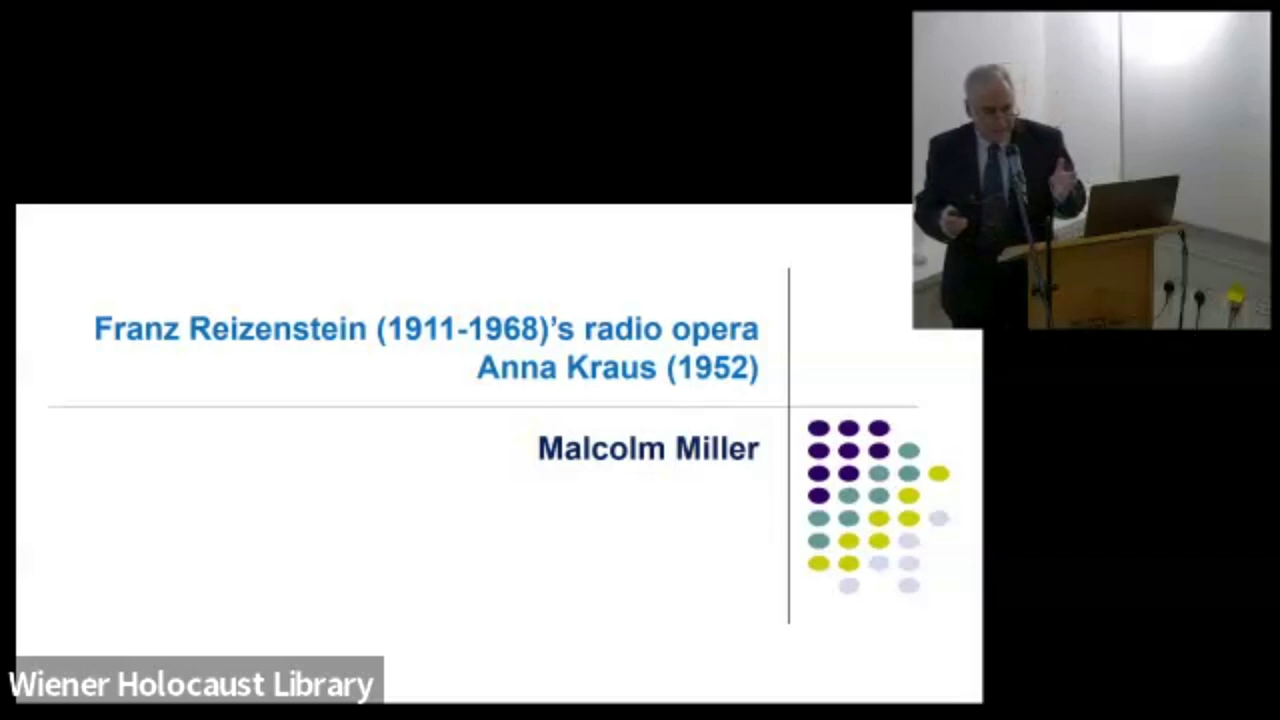 Franz Reizenstein (1911-1968)'s radio opera
Anna Kraus (1952)
Malcolm Miller
Wiener Holocaust Library